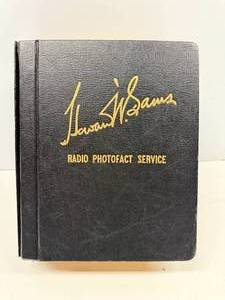 Howard W. Sams
RADIO PHOTOFACT SERVICE